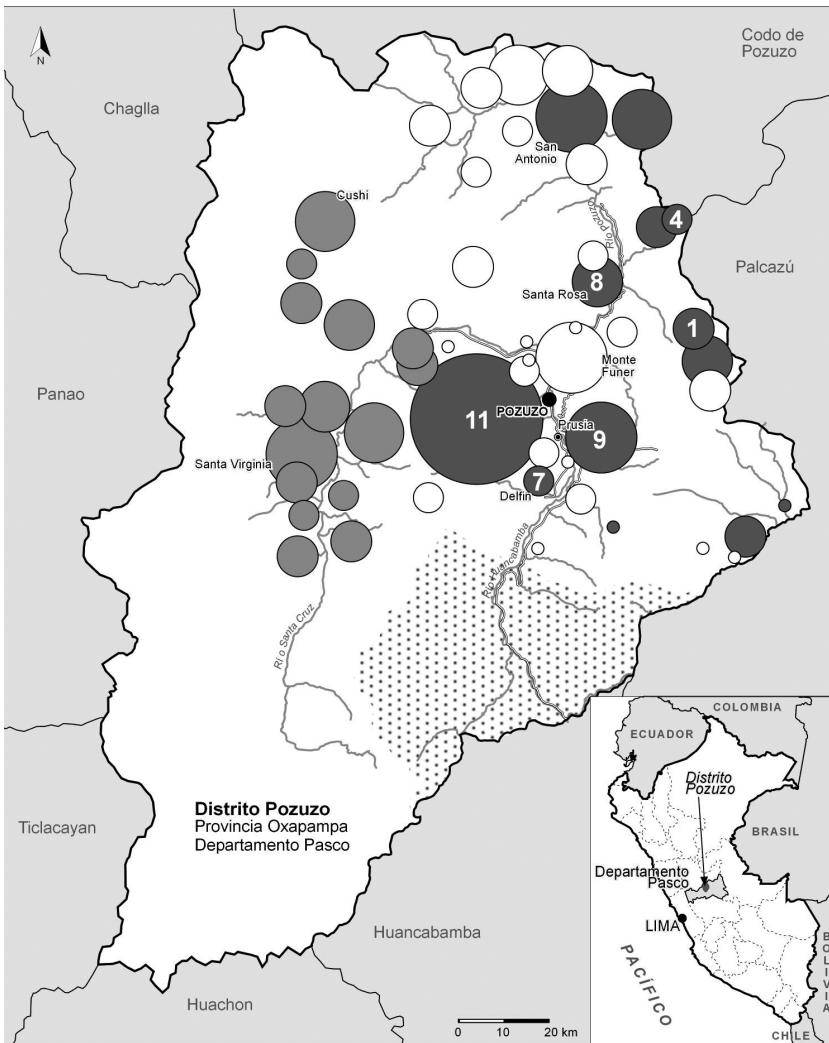 Codo de
Pozuzo
N
Chaglla
San
Antonio
Cushi
Río Pozuzo
4
Palcazú
8
Santa Rosa
1
Monte
Funer
Panao
POZUZO
11
Prusia
9
Santa Virginia
7
Delfin
Río Huancabamba
Rí o Santa Cruz
Distrito Pozuzo
Provincia Oxapampa
Departamento Pasco
Ticlacayan
Huancabamba
Huachon
0 10 20 km
COLOMBIA
ECUADOR
Distrito
Pozuzo
BRASIL
Departamento
Pasco
LIMA
PACÍFICO
BOLIVIA
CHILE